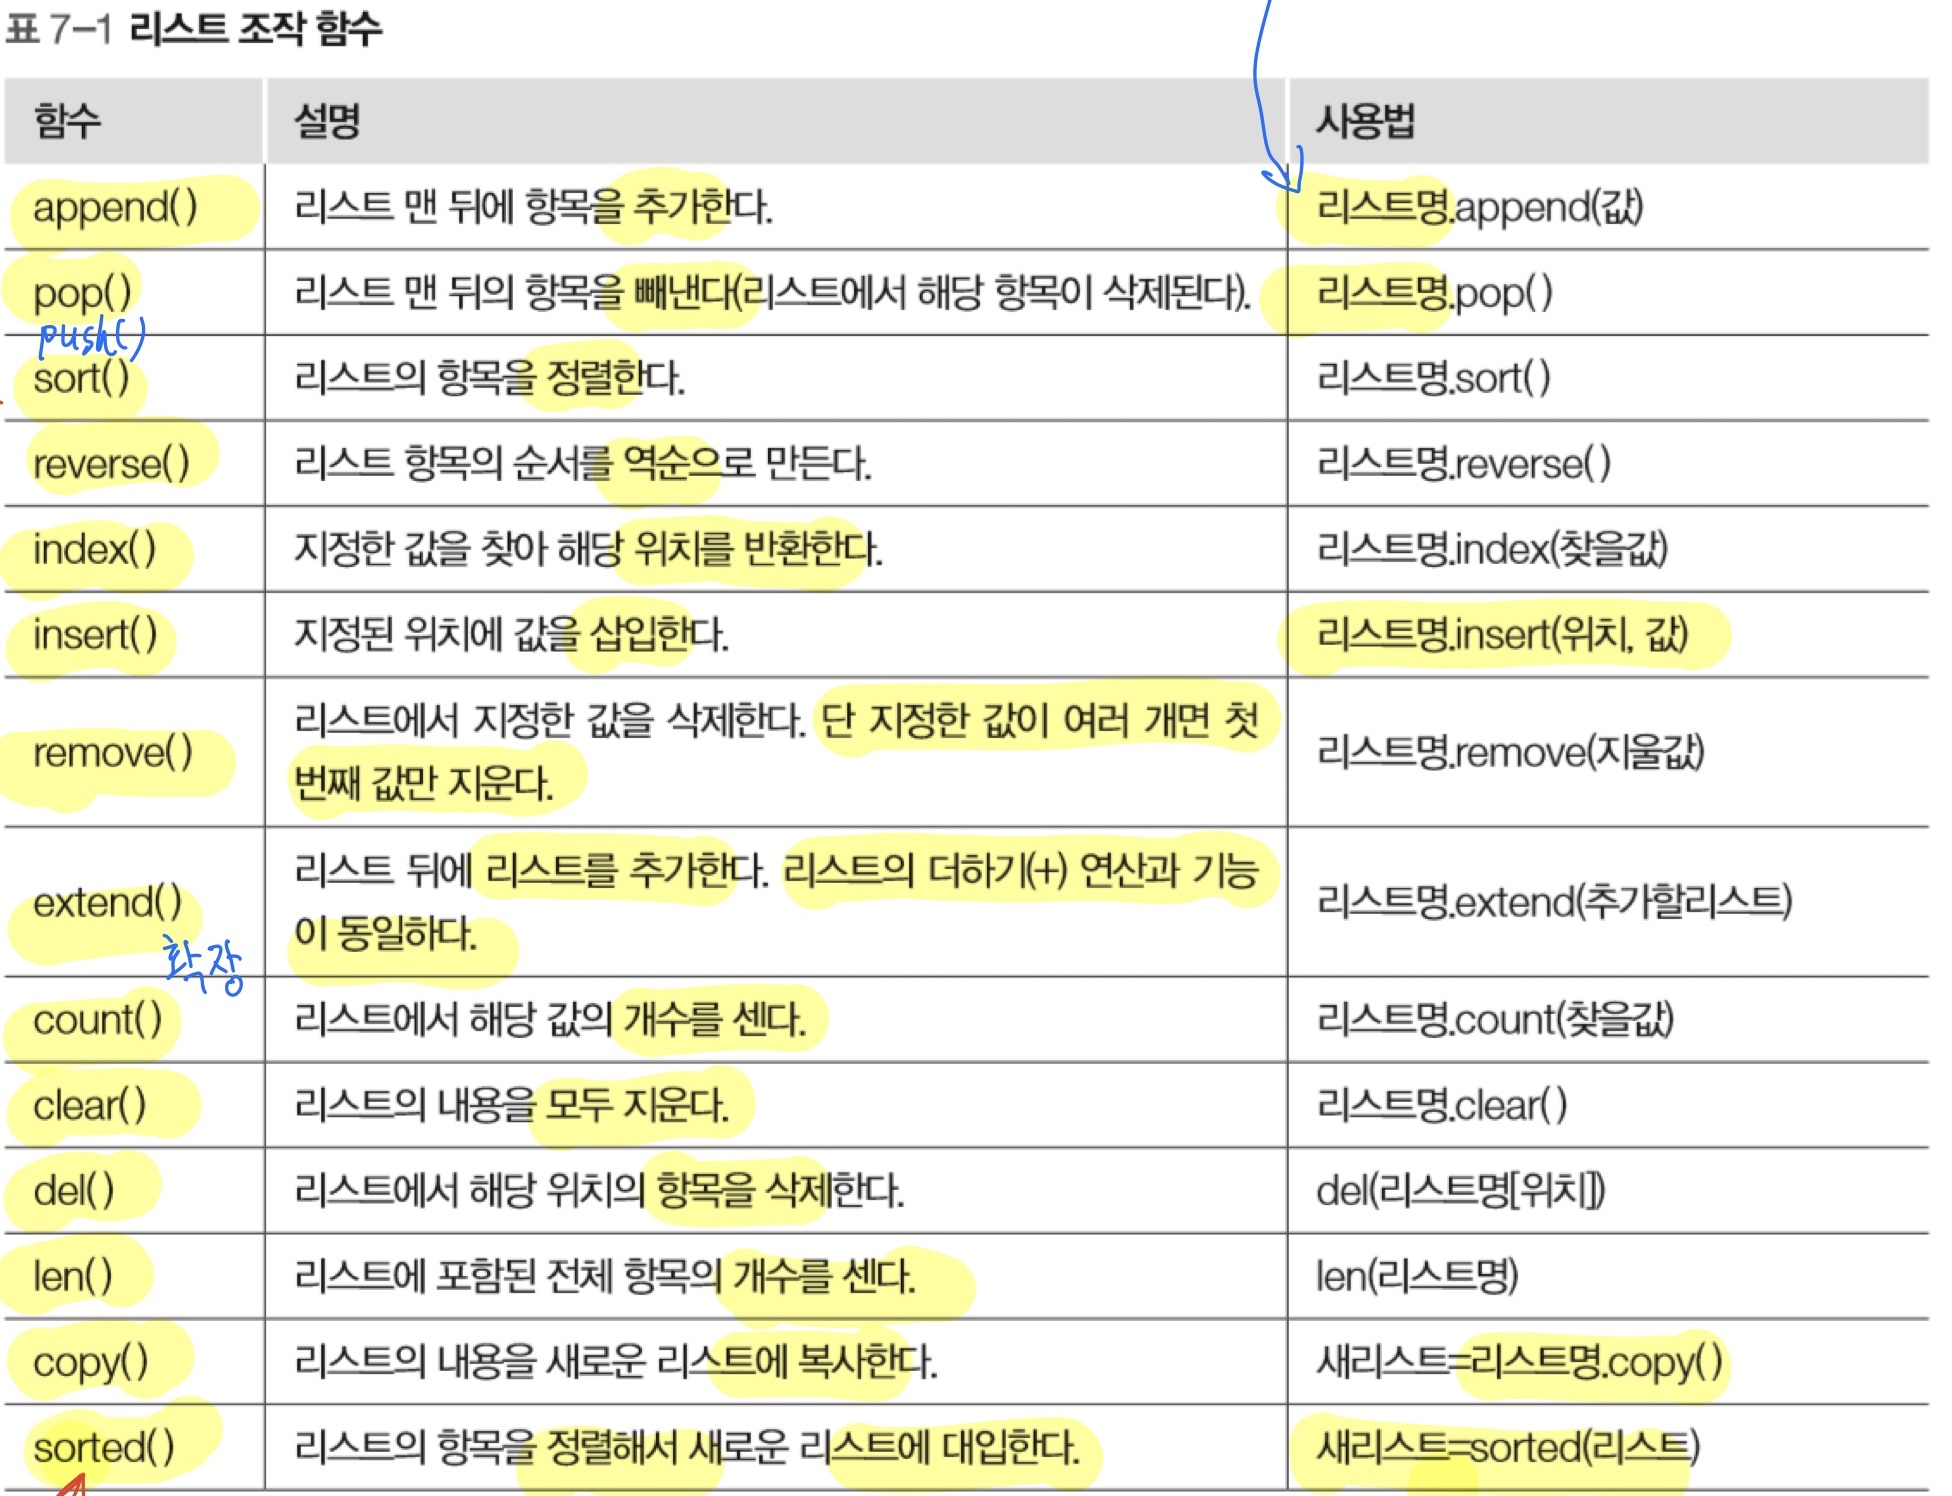 표 7-1 리스트 조작 함수
함수 설명 사용법
append() 리스트 맨 뒤에 항목을 추가한다. 리스트명.append(값)
pop() 리스트 맨 뒤의 항목을 빼낸다(리스트에서 해당 항목이 삭제된다). 리스트명.pop()
push()
sort() 리스트의 항목을 정렬한다. 리스트명.sort()
reverse() 리스트 항목의 순서를 역순으로 만든다. 리스트명.reverse()
index() 지정한 값을 찾아 해당 위치를 반환한다. 리스트명.index(찾을값)
insert() 지정된 위치에 값을 삽입한다. 리스트명.insert(위치, 값)
remove() 리스트에서 지정한 값을 삭제한다. 단 지정한 값이 여러 개면 첫
번째 값만 지운다. 리스트명.remove(지울값)
extend() 리스트 뒤에 리스트를 추가한다. 리스트의 더하기(+) 연산과 기능
이 동일하다. 리스트명.extend(추가할리스트)
확장
count() 리스트에서 해당 값의 개수를 센다. 리스트명.count(찾을값)
clear() 리스트의 내용을 모두 지운다. 리스트명.clear()
del() 리스트에서 해당 위치의 항목을 삭제한다. del(리스트명[위치])
len() 리스트에 포함된 전체 항목의 개수를 센다. len(리스트명)
copy() 리스트의 내용을 새로운 리스트에 복사한다. 새리스트=리스트명.copy()
sorted() 리스트의 항목을 정렬해서 새로운 리스트에 대입한다. 새리스트=sorted(리스트)